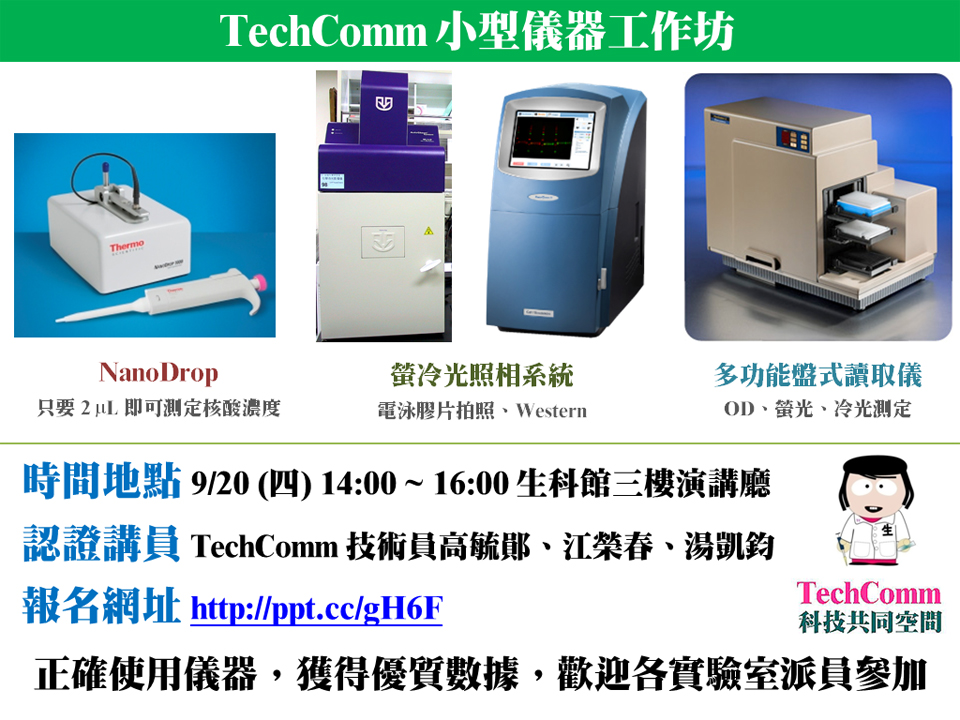 TechComm 小型儀器工作坊
Thermo
SCIENTIFIC
NanoDrop
只要 2 μL 即可測定核酸濃度
螢冷光照相系統
電泳膠片拍照、Western
多功能盤式讀取儀
OD、螢光、冷光測定
時間地點 9/20 (四) 14:00 ~ 16:00 生科館三樓演講廳
認證講員 TechComm 技術員高毓鄖、江榮春、湯凱鈞
報名網址 http://ppt.cc/gH6F
生
TechComm
科技共同空間
正確使用儀器，獲得優質數據，歡迎各實驗室派員參加